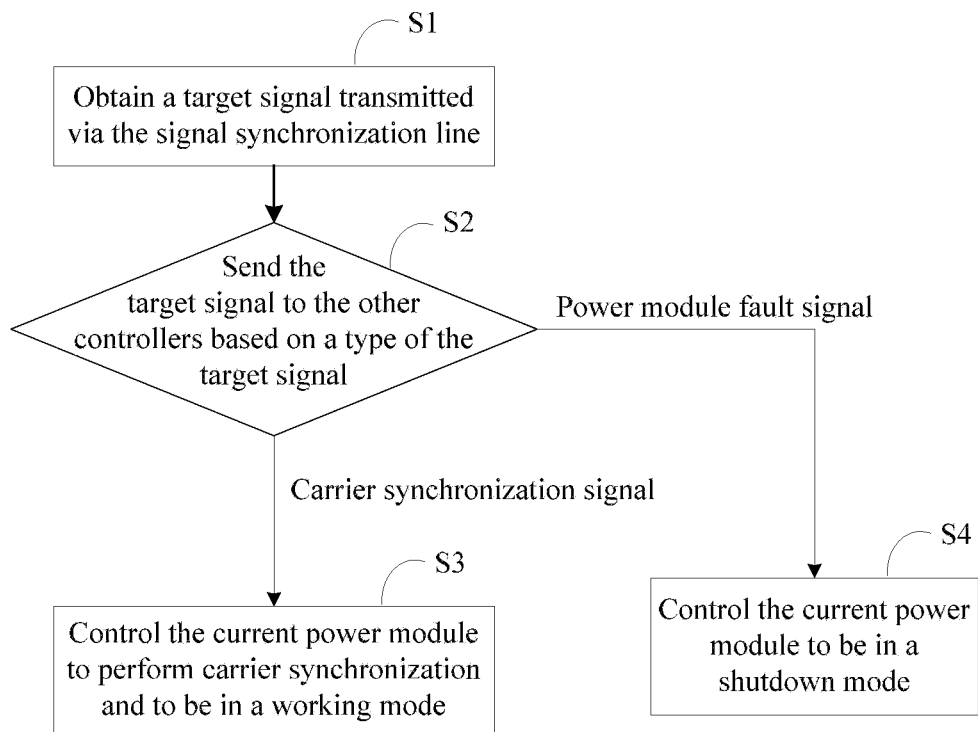 S1
Obtain a target signal transmitted
via the signal synchronization line
S2
Send the
target signal to the other
controllers based on a type of the
target signal
Power module fault signal
Carrier synchronization signal
S3
S4
Control the current power module
to perform carrier synchronization
and to be in a working mode
Control the current power
module to be in a
shutdown mode